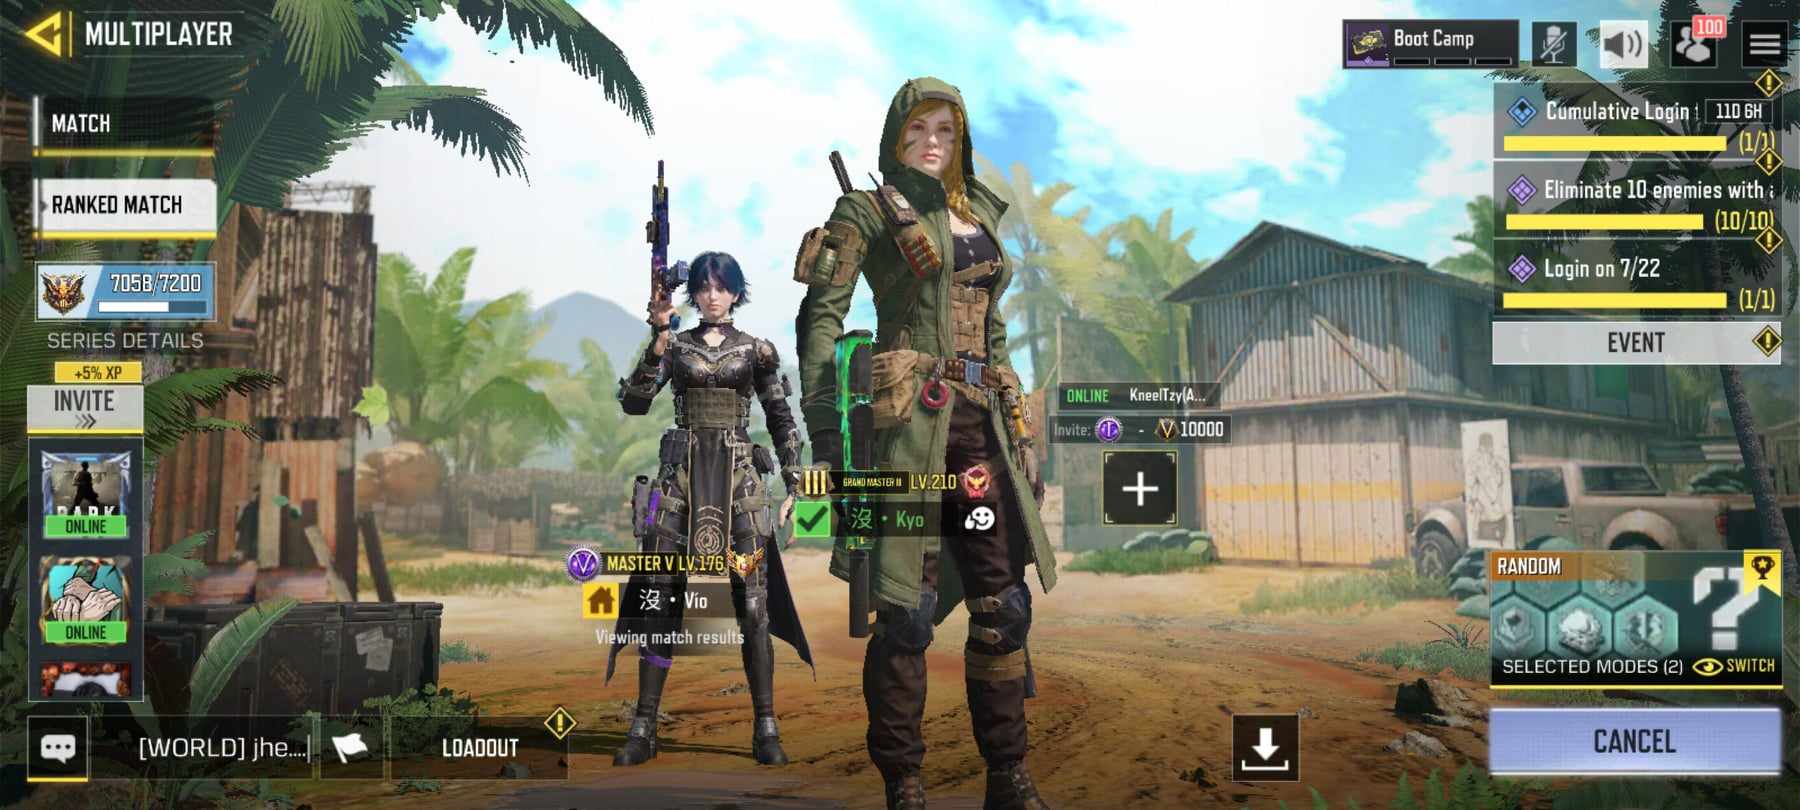 MULTIPLAYER
MATCH
RANKED MATCH
7058/7200
SERIES DETAILS
+5% XP
INVITE
ONLINE
ONLINE
[WORLD] jhe....
LOADOUT
MASTER V LV.176
沒・Vio
Viewing match results
GRAND MASTER III LV.210
沒・Kyo
ONLINE KneelTzy(A...
Invite: - 10000
Boot Camp
100
Cumulative Login 11D 6H
(1/1)
Eliminate 10 enemies with
(10/10)
Login on 7/22
(1/1)
EVENT
RANDOM
SELECTED MODES (2) SWITCH
CANCEL